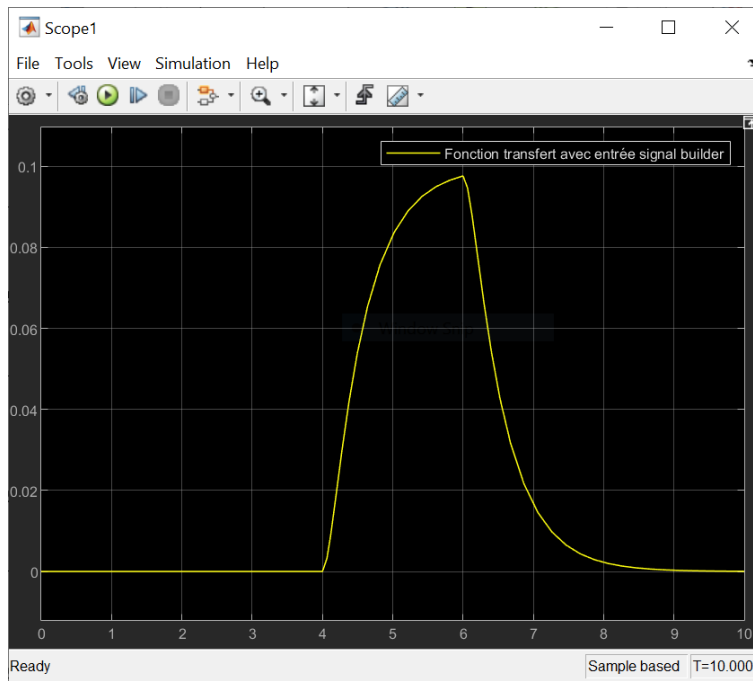 Scope1
File Tools View Simulation Help
Fonction transfert avec entrée signal builder
0.1
0.08
0.06
0.04
0.02
0
0 1 2 3 4 5 6 7 8 9 10
Ready
Sample based
T=10.000